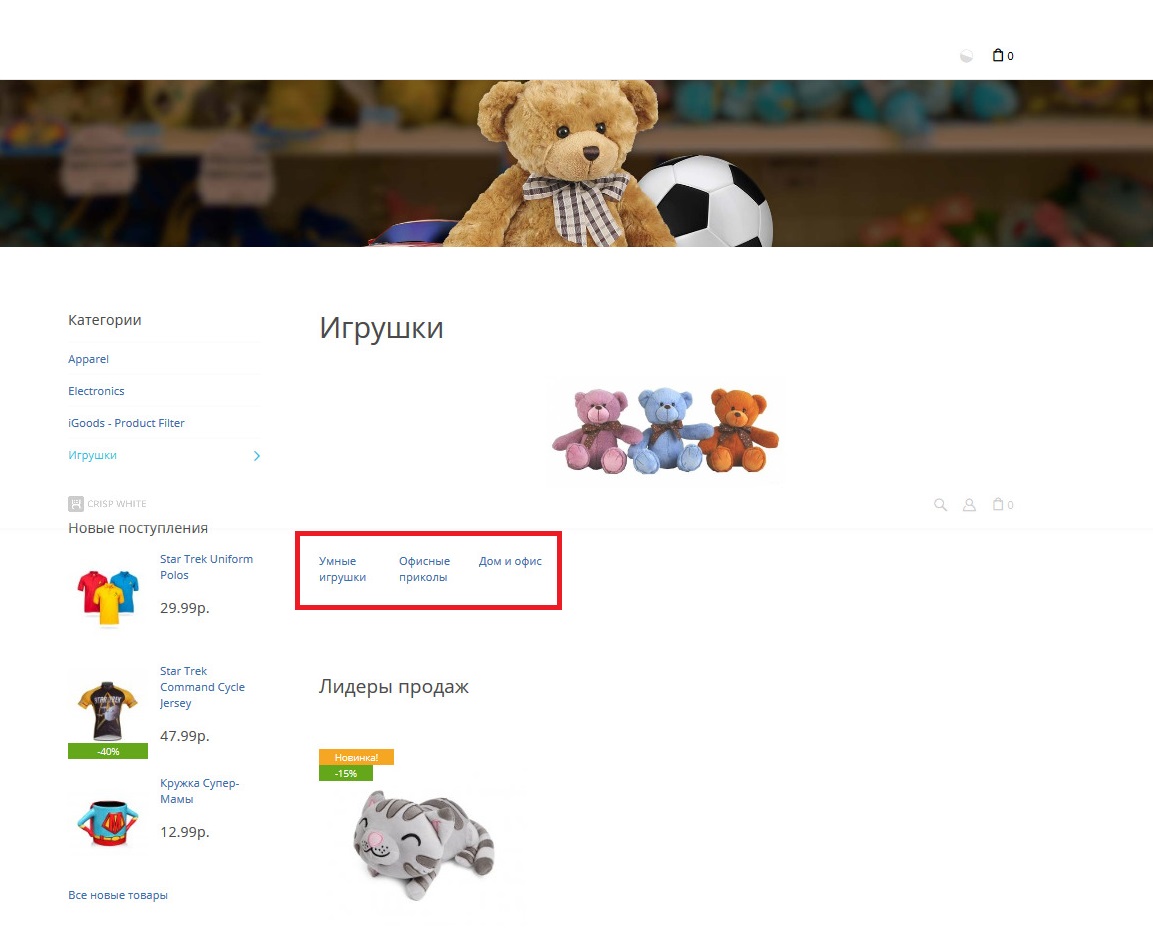 0
Категории
Apparel
Electronics
iGoods - Product Filter
Игрушки
CRISP WHITE
0
Новые поступления
Star Trek Uniform
Polos
29.99р.
Star Trek
Command Cycle
Jersey
47.99р.
-40%
Кружка Супер-
Мамы
12.99р.
Все новые товары
Игрушки
Умные
игрушки
Офисные
приколы
Дом и офис
Лидеры продаж
Новинка!
-15%